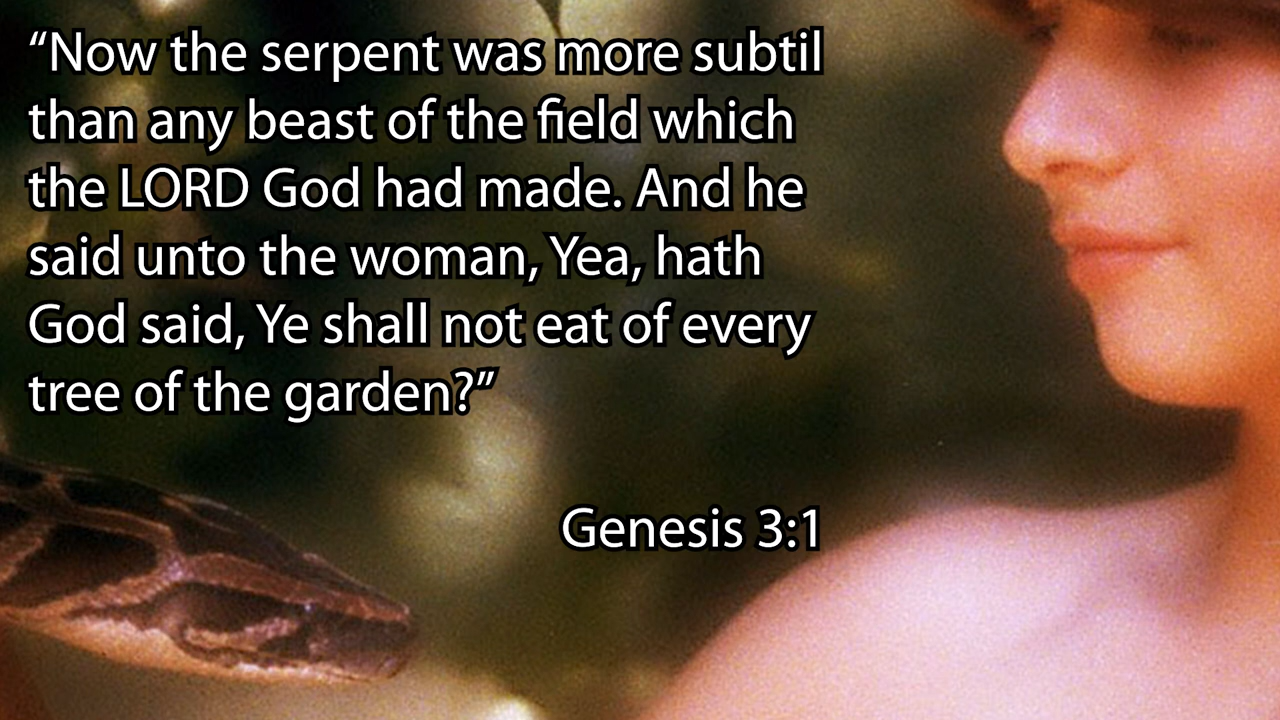 “Now the serpent was more subtil
than any beast of the field which
the LORD God had made. And he
said unto the woman, Yea, hath
God said, Ye shall not eat of every
tree of the garden?”
Genesis 3:1